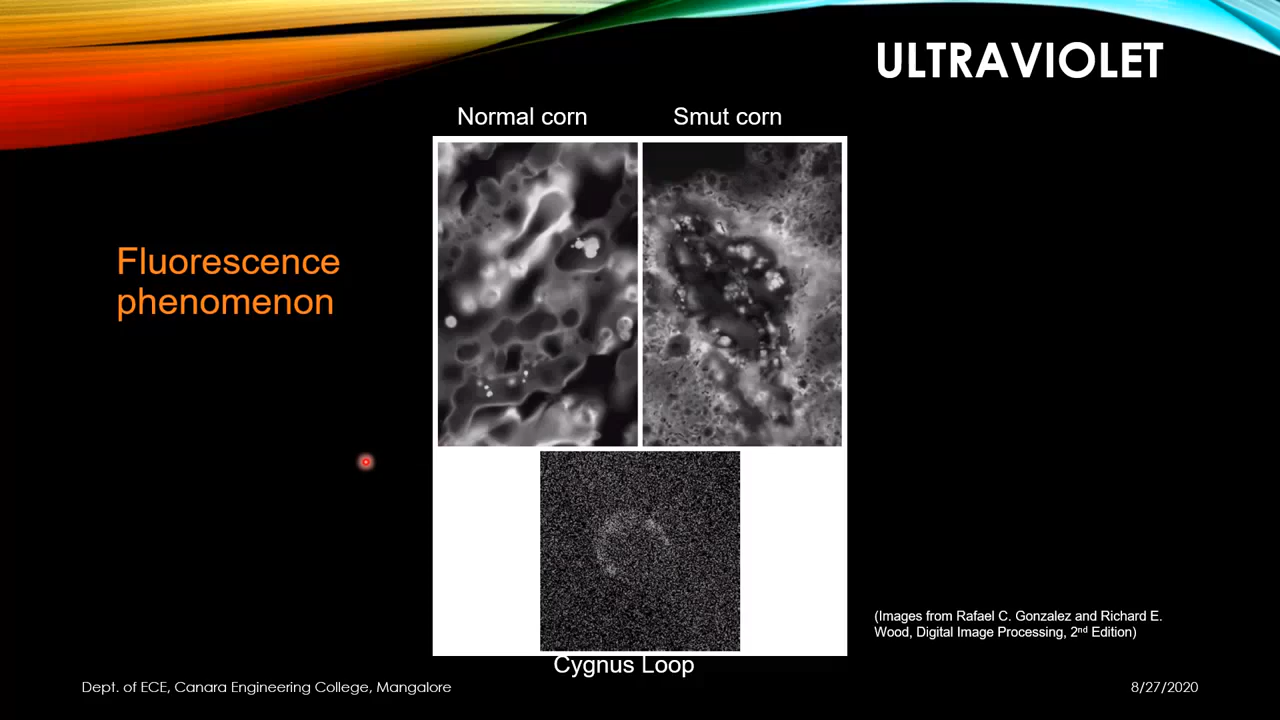 ULTRAVIOLET
Normal corn
Smut corn
Fluorescence
phenomenon
(Images from Rafael C. Gonzalez and Richard E.
Wood, Digital Image Processing, 2nd Edition)
Cygnus Loop
Dept. of ECE, Canara Engineering College, Mangalore
8/27/2020